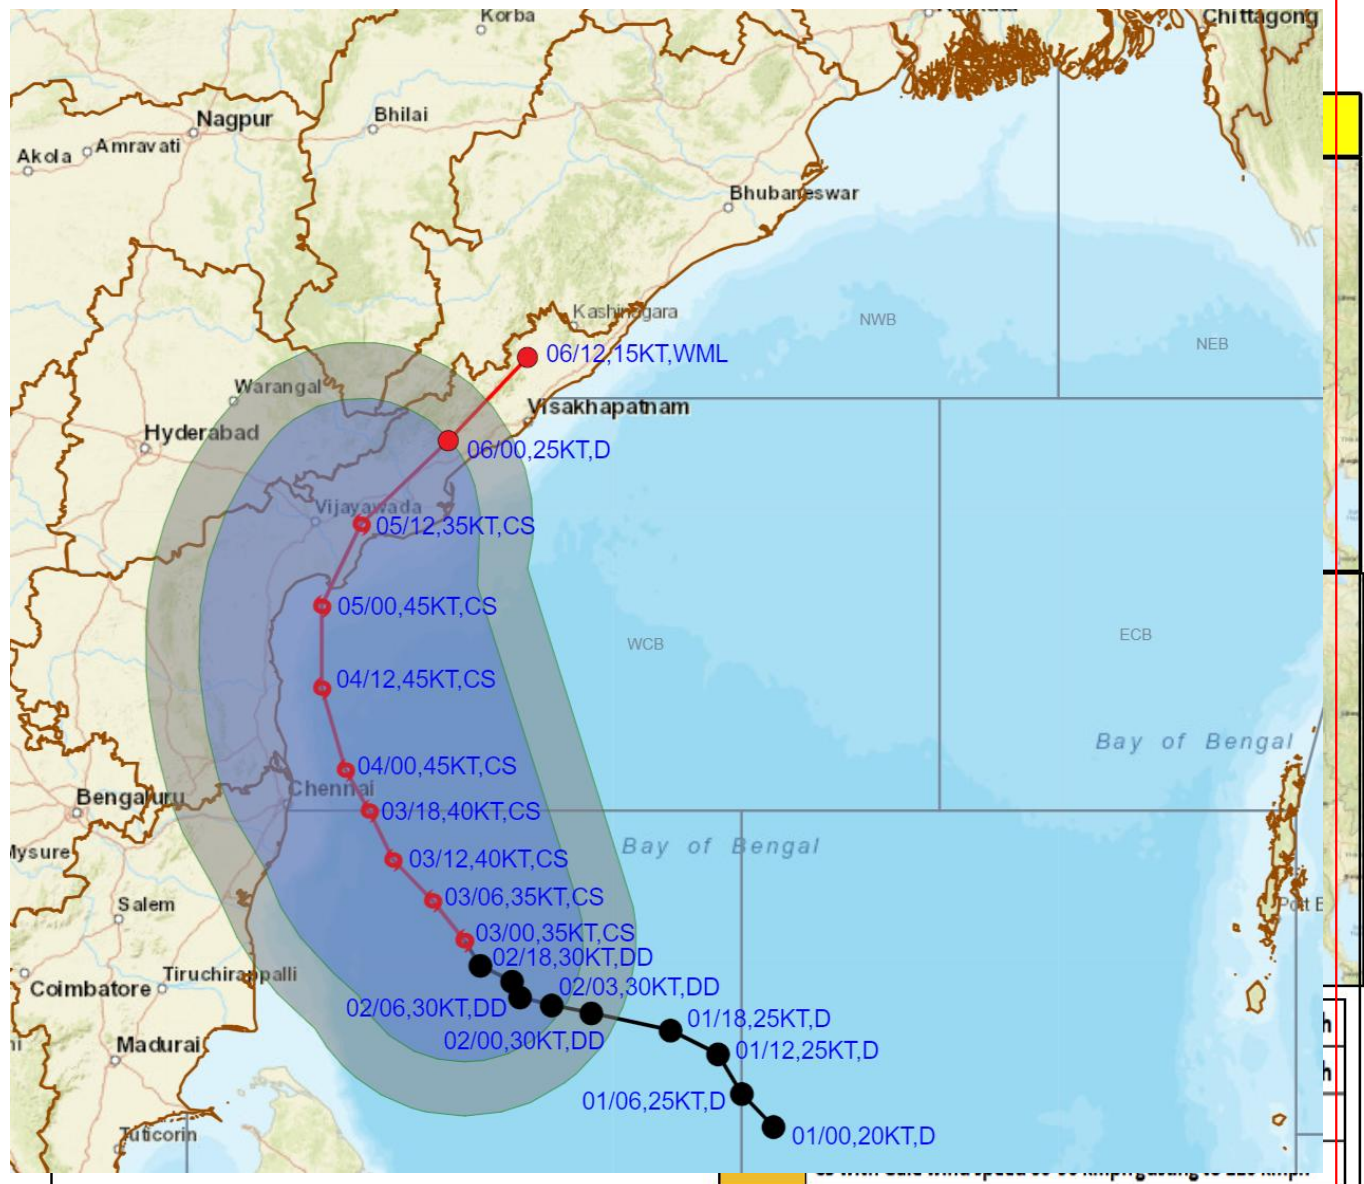 Korba
Chittagong
Nagpur
Bhilai
Akola
Amravati
Bhubaneswar
Kashinagara
NWB
NEB
06/12,15KT,WML
Warangal
Visakhapatnam
Hyderabad
06/00,25KT,D
Vijayawada
05/12,35KT,CS
05/00,45KT,CS
WCB
ECB
04/12,45KT,CS
Bay of Bengal
04/00,45KT,CS
Chennai
Bengaluru
03/18,40KT,CS
Bay of Bengal
Mysure
03/12,40KT,CS
03/06,35KT,CS
Salem
03/00,35KT,CS
02/18,30KT,DD
Tiruchirappalli
Coimbatore
02/03,30KT,DD
02/06,30KT,DD
01/18,25KT,D
02/00,30KT,DD
Madurai
01/12,25KT,D
01/06,25KT,D
Tuticorin
01/00,20KT,D